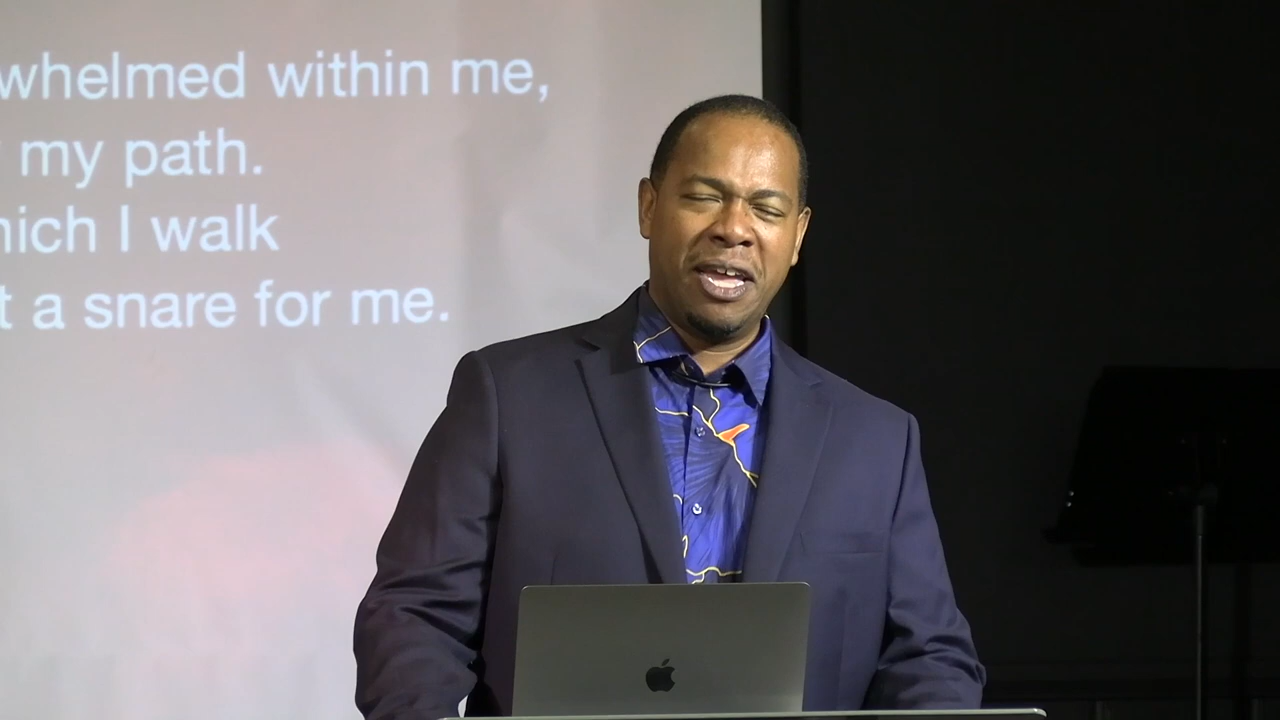 whelmed within me,
my path.
hich I walk
t a snare for me.